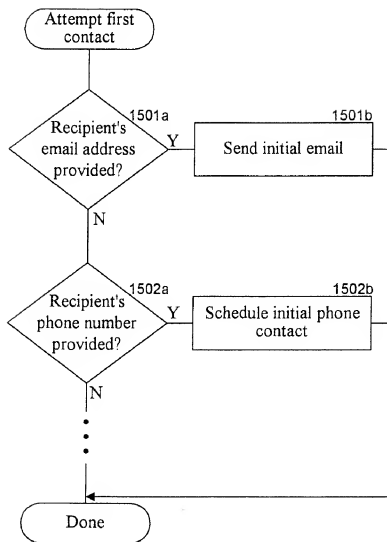 Attempt first
contact
1501a
1501b
Recipient's
email address
provided?
Y
Send initial email
N
1502a
1502b
Recipient's
phone number
provided?
Y
Schedule initial phone
contact
N
Done